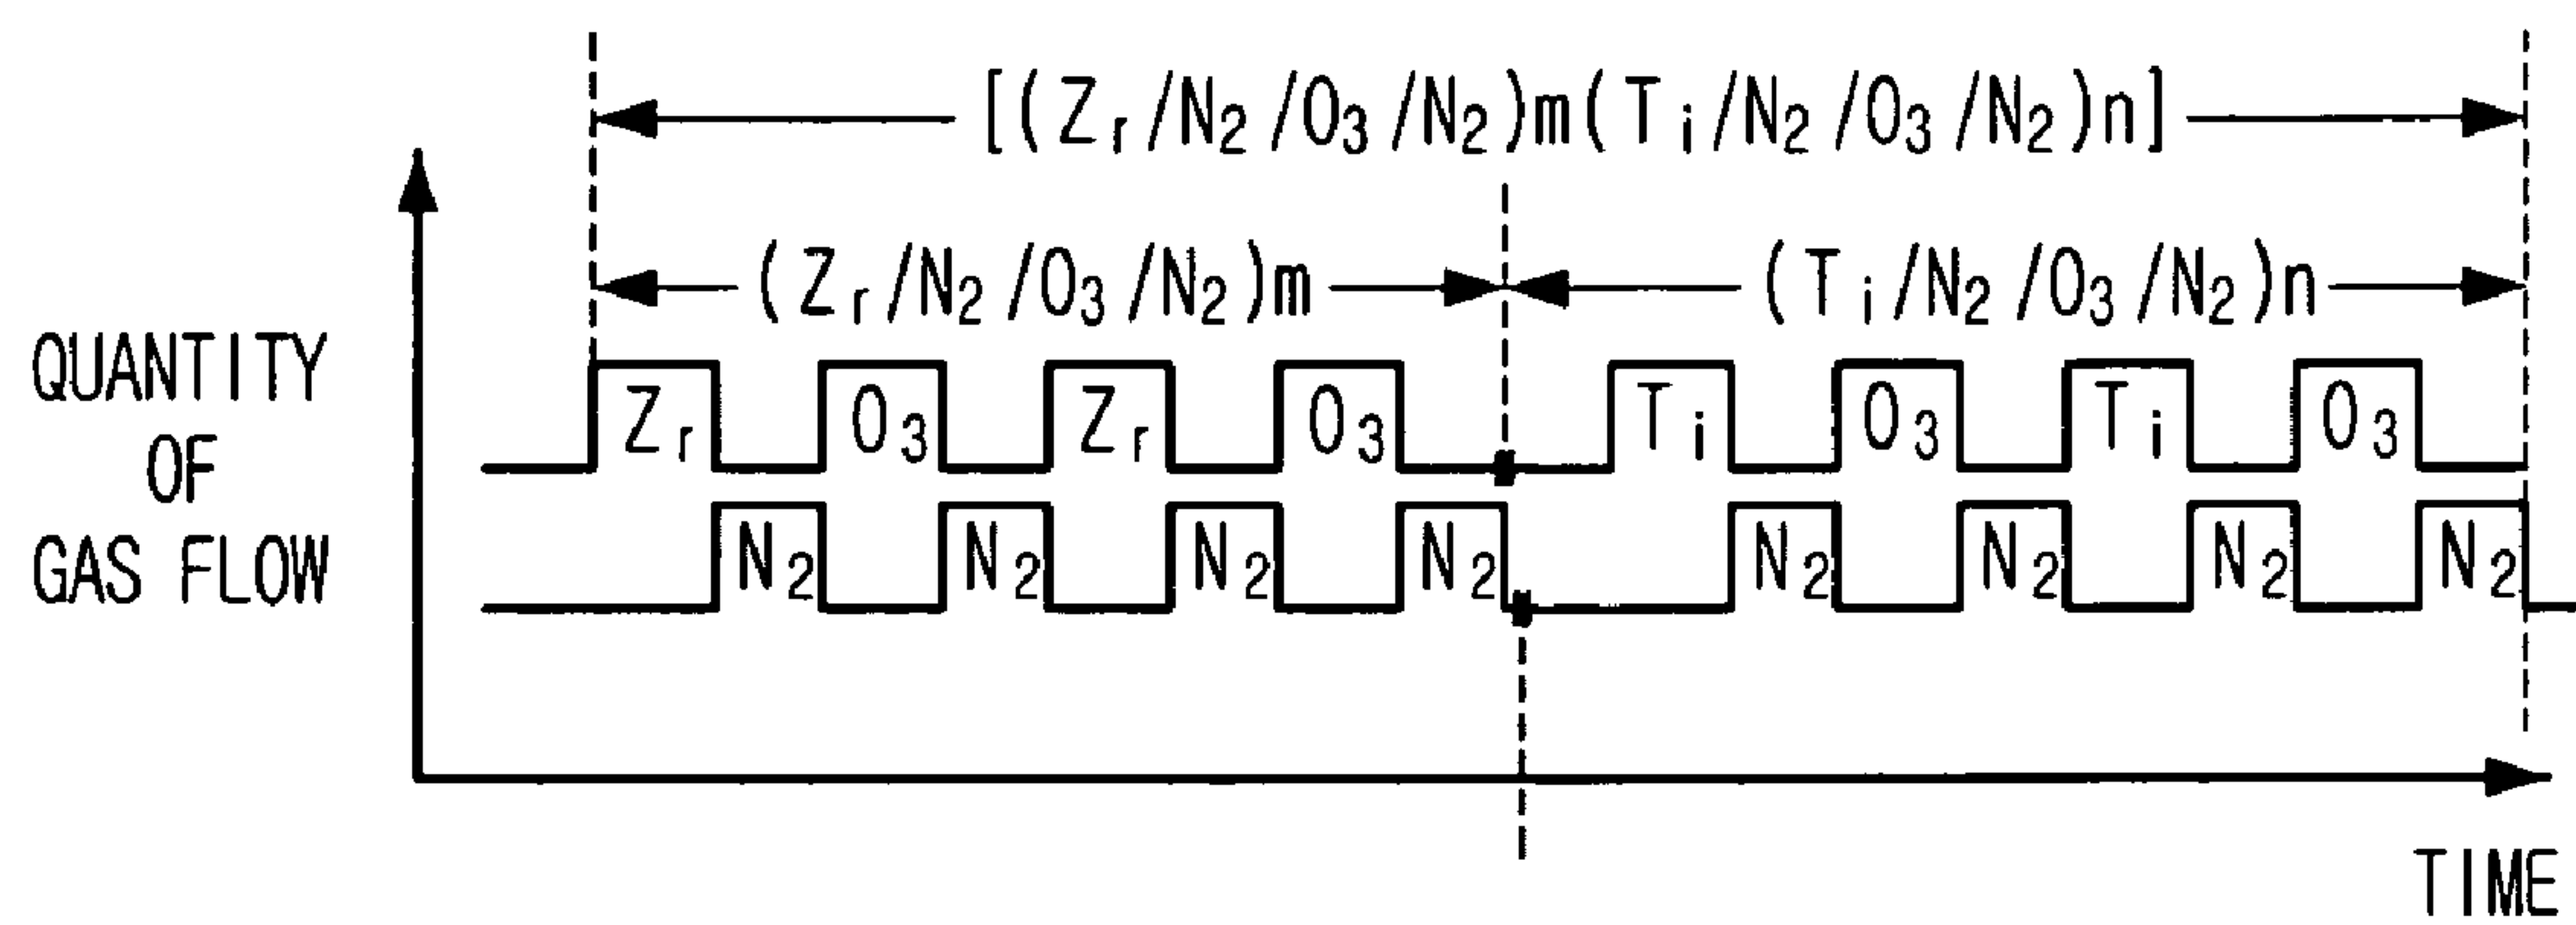 [(Zr/N2/O3/N2)m(Ti/N2/O3/N2)n]
(Zr/N2/O3/N2)m (Ti/N2/O3/N2)n
QUANTITY
OF
GAS FLOW
Zr O3 Zr O3 Ti O3 Ti O3
N2 N2 N2 N2 N2 N2 N2 N2
TIME